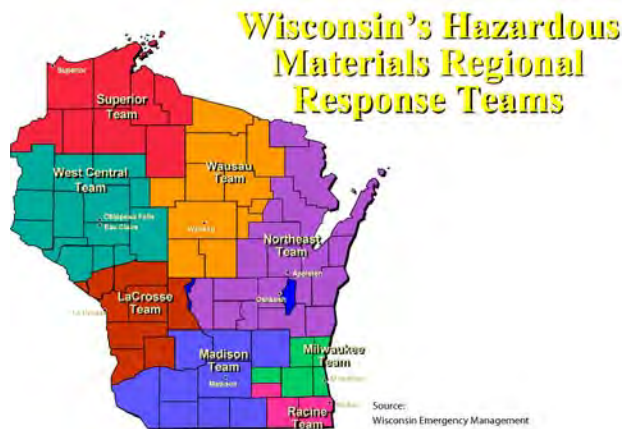 Wisconsin's Hazardous
Materials Regional
Response Teams
Superior
Superior
Team
West Central
Team
Wausau
Team
Chippewa Falls
Eau Claire
Wausau
Northeast
Team
Appleton
Oshkosh
LaCrosse
Team
Madison
Team
Madison
Milwaukee
Team
Racine
Team
Source:
Wisconsin Emergency Management